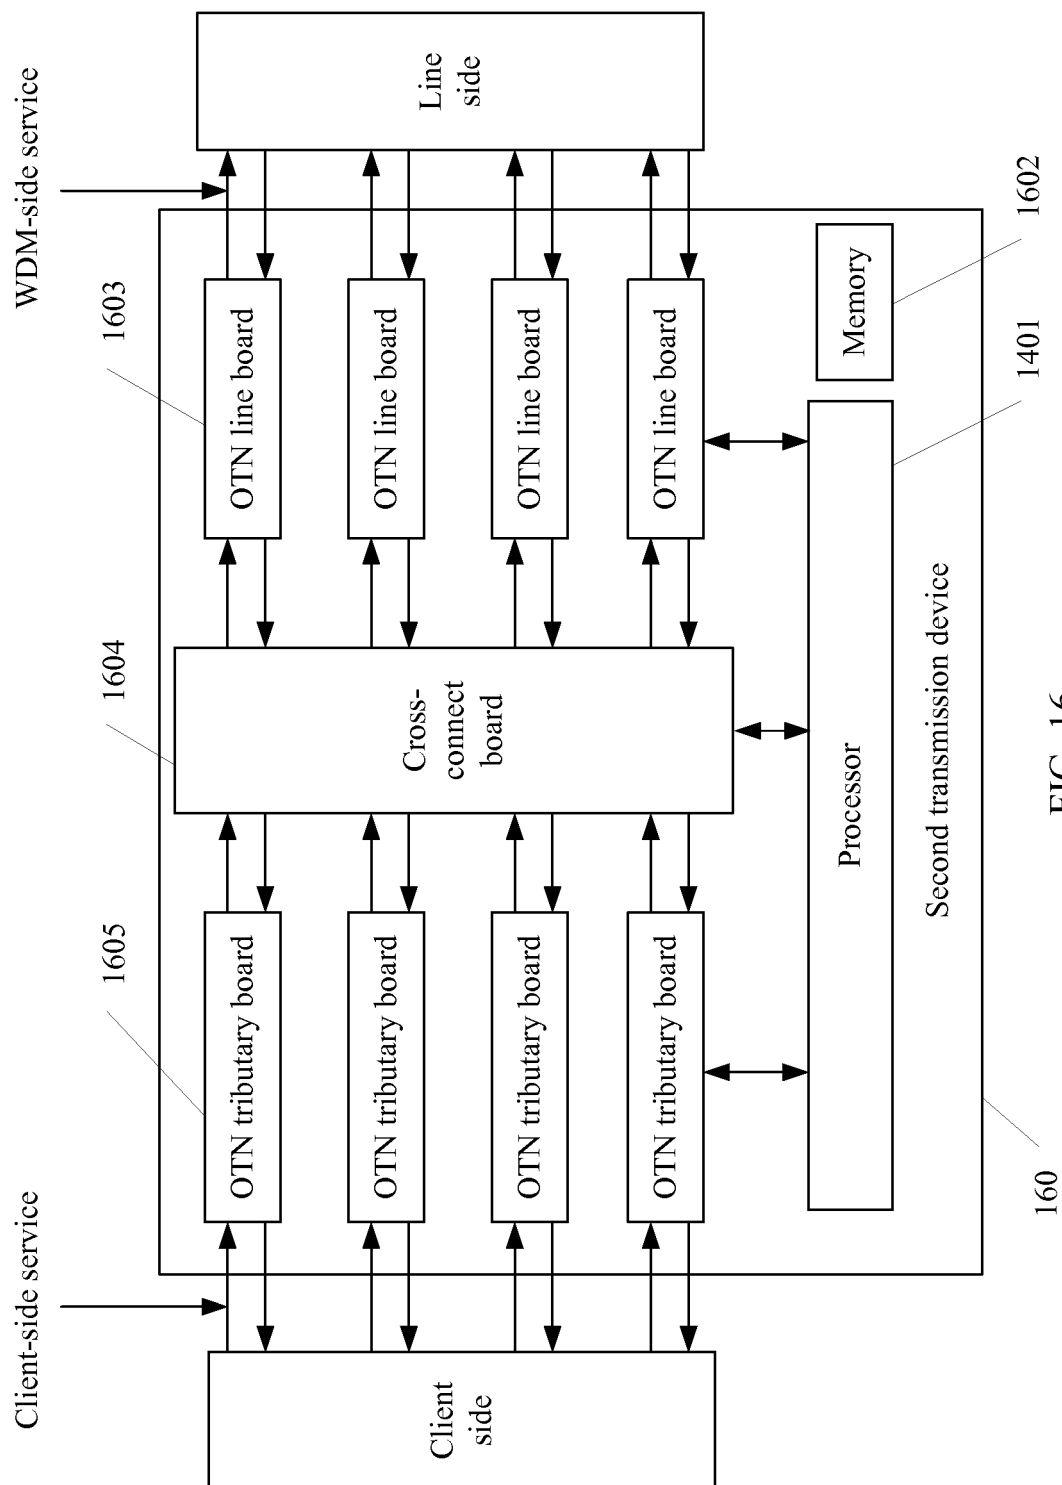 Client-side service
WDM-side service
1605
1604
1603
Client
side
OTN tributary board
OTN tributary board
OTN tributary board
OTN tributary board
Cross-
connect
board
OTN line board
OTN line board
OTN line board
OTN line board
Line
side
Processor
Memory
Second transmission device
160
1401
1602
FIG. 16